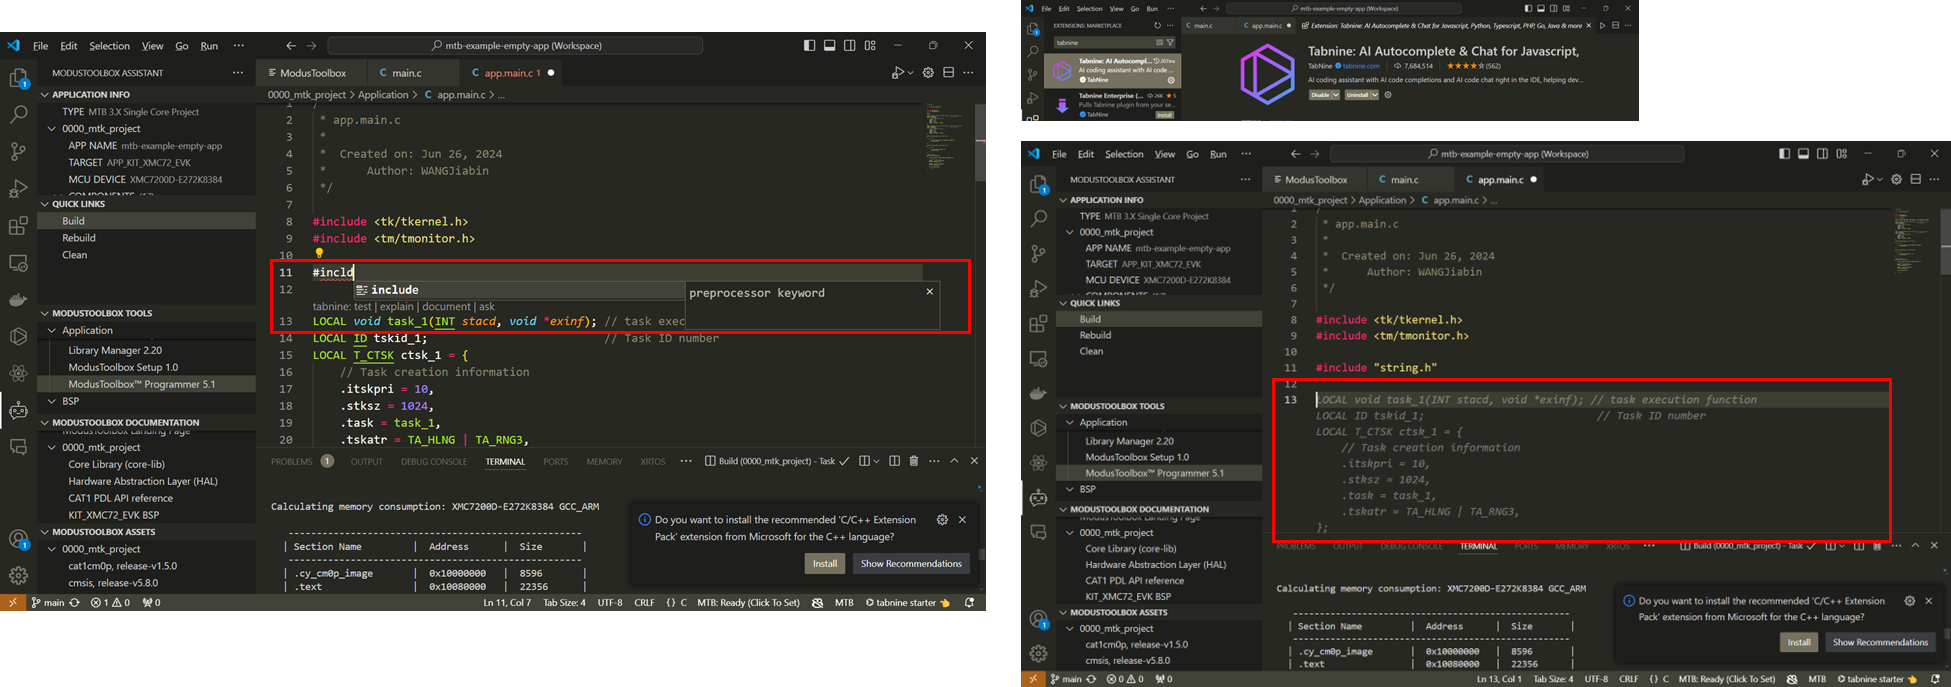 File Edit Selection View Go Run ··· mtb-example-empty-app (Workspace)
MODUSTOOLBOX ASSISTANT ···
APPLICATION INFO
TYPE MTB 3.X Single Core Project
0000_mtk_project
APP NAME mtb-example-empty-app
TARGET APP_KIT_XMC72_EVK
MCU DEVICE XMC7200D-E272K8384
QUICK LINKS
Build
Rebuild
Clean
MODUSTOOLBOX TOOLS
Application
Library Manager 2.20
ModusToolbox Setup 1.0
ModusToolbox™ Programmer 5.1
BSP
MODUSTOOLBOX DOCUMENTATION
ModusToolbox Landing Page
0000_mtk_project
Core Library (core-lib)
Hardware Abstraction Layer (HAL)
CAT1 PDL API reference
KIT_XMC72_EVK BSP
MODUSTOOLBOX ASSETS
0000_mtk_project
cat1cm0p, release-v1.5.0
cmsis, release-v5.8.0
ModusToolbox C main.c C app.main.c 1
0000_mtk_project > Application > C app.main.c > ...
1 /
2 * app.main.c
3 *
4 * Created on: Jun 26, 2024
5 * Author: WANGJiabin
6 */
7
8 #include <tk/tkernel.h>
9 #include <tm/tmonitor.h>
10
11 #incld
include
preprocessor keyword
12
tabnine: test | explain | document | ask
13 LOCAL void task_1(INT stacd, void *exinf); // task exec
14 LOCAL ID tskid_1; // Task ID number
15 LOCAL T_CTSK ctsk_1 = {
16 // Task creation information
17 .itskpri = 10,
18 .stksz = 1024,
19 .task = task_1,
20 .tskatr = TA_HLNG | TA_RNG3,
PROBLEMS 1 OUTPUT DEBUG CONSOLE TERMINAL PORTS MEMORY XRTOS ··· Build (0000_mtk_project) - Task
Calculating memory consumption: XMC7200D-E272K8384 GCC_ARM
| Section Name | Address | Size |
| .cy_cm0p_image | 0x10000000 | 8596 |
| .text | 0x10080000 | 22356
Do you want to install the recommended 'C/C++ Extension
Pack' extension from Microsoft for the C++ language?
Install Show Recommendations
main 1 0 0 Ln 11, Col 7 Tab Size: 4 UTF-8 CRLF {} C MTB: Ready (Click To Set) MTB tabnine starter
File Edit Selection View Go Run ··· mtb-example-empty-app (Workspace)
EXTENSIONS: MARKETPLACE
tabnine
Tabnine: AI Autocompl... 207ms
AI coding assistant with AI code ...
TabNine
Tabnine Enterprise (... 26K 5
Pulls Tabnine plugin from your se...
TabNine Install
C main.c C app.main.c Extension: Tabnine: AI Autocomplete & Chat for Javascript, Python, Typescript, PHP, Go, Java & more
Tabnine: AI Autocomplete & Chat for Javascript,
TabNine tabnine.com 7,684,514 (562)
AI coding assistant with AI code completions and AI code chat right in the IDE, helping dev...
Disable Uninstall
File Edit Selection View Go Run ··· mtb-example-empty-app (Workspace)
MODUSTOOLBOX ASSISTANT ···
APPLICATION INFO
TYPE MTB 3.X Single Core Project
0000_mtk_project
APP NAME mtb-example-empty-app
TARGET APP_KIT_XMC72_EVK
MCU DEVICE XMC7200D-E272K8384
QUICK LINKS
Build
Rebuild
Clean
MODUSTOOLBOX TOOLS
Application
Library Manager 2.20
ModusToolbox Setup 1.0
ModusToolbox™ Programmer 5.1
BSP
MODUSTOOLBOX DOCUMENTATION
ModusToolbox Landing Page
0000_mtk_project
Core Library (core-lib)
Hardware Abstraction Layer (HAL)
CAT1 PDL API reference
KIT_XMC72_EVK BSP
MODUSTOOLBOX ASSETS
0000_mtk_project
cat1cm0p, release-v1.5.0
cmsis, release-v5.8.0
ModusToolbox C main.c C app.main.c
0000_mtk_project > Application > C app.main.c > ...
1 /
2 * app.main.c
3 *
4 * Created on: Jun 26, 2024
5 * Author: WANGJiabin
6 */
7
8 #include <tk/tkernel.h>
9 #include <tm/tmonitor.h>
10
11 #include "string.h"
12
13 LOCAL void task_1(INT stacd, void *exinf); // task execution function
LOCAL ID tskid_1; // Task ID number
LOCAL T_CTSK ctsk_1 = {
// Task creation information
.itskpri = 10,
.stksz = 1024,
.task = task_1,
.tskatr = TA_HLNG | TA_RNG3,
};
PROBLEMS OUTPUT DEBUG CONSOLE TERMINAL PORTS MEMORY XRTOS ··· Build (0000_mtk_project) - Task
Calculating memory consumption: XMC7200D-E272K8384 GCC_ARM
| Section Name | Address | Size |
| .cy_cm0p_image | 0x10000000 | 8596 |
| .text | 0x10080000 | 22356
Do you want to install the recommended 'C/C++ Extension
Pack' extension from Microsoft for the C++ language?
Install Show Recommendations
main 0 0 0 Ln 13, Col 1 Tab Size: 4 UTF-8 CRLF {} C MTB: Ready (Click To Set) MTB tabnine starter